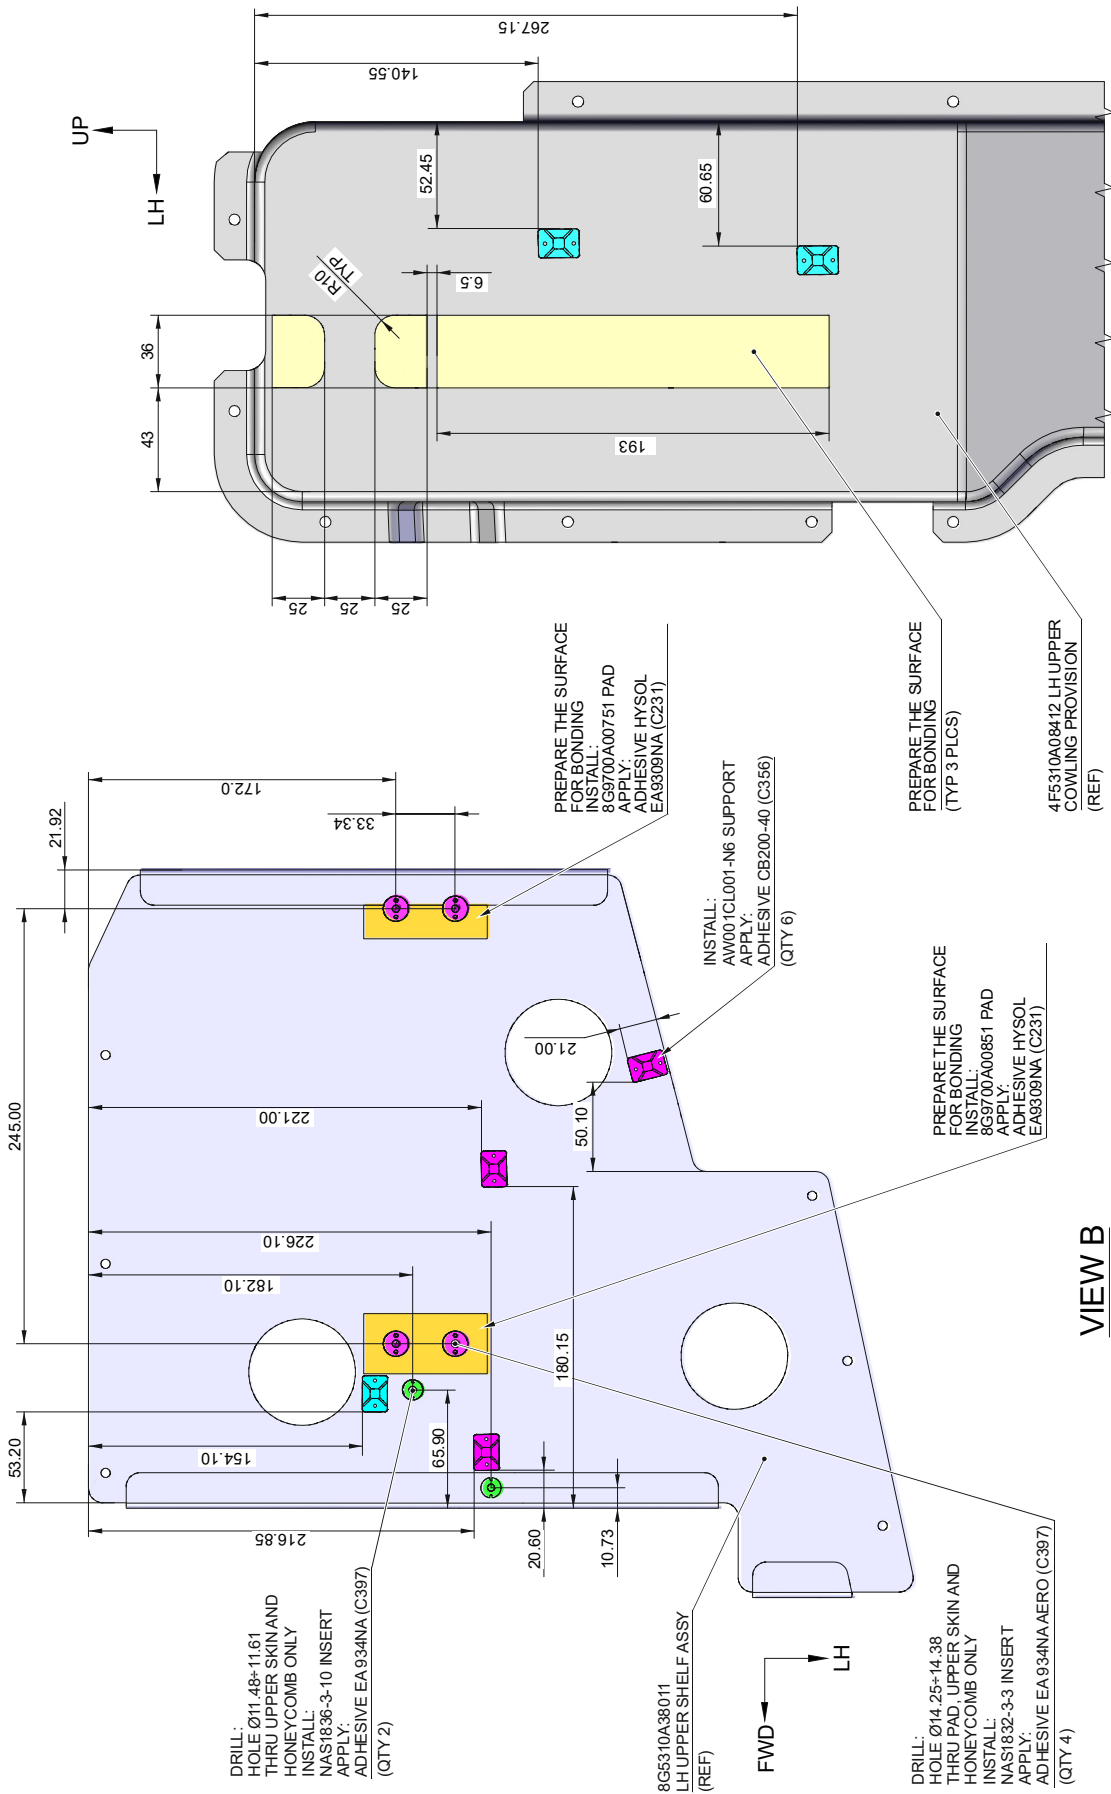 UP
LH
267.15
140.55
52.45
60.65
R10
TYP
6.5
36
43
193
25
25
25
PREPARE THE SURFACE
FOR BONDING
(TYP 3 PLCS)
4F5310A08412 LH UPPER
COWLING PROVISION
(REF)
PREPARE THE SURFACE
FOR BONDING
INSTALL:
8G9700A00751 PAD
APPLY:
ADHESIVE HYSOL
EA9309NA (C231)
INSTALL:
AW001CL001-N6 SUPPORT
APPLY:
ADHESIVE CB200-40 (C356)
(QTY 6)
PREPARE THE SURFACE
FOR BONDING
INSTALL:
8G9700A00851 PAD
APPLY:
ADHESIVE HYSOL
EA9309NA (C231)
21.92
172.0
33.34
245.00
221.00
21.00
50.10
226.10
182.10
180.15
53.20
154.10
65.90
216.85
20.60
10.73
DRILL:
HOLE Ø11.48÷11.61
THRU UPPER SKIN AND
HONEYCOMB ONLY
INSTALL:
NAS1836-3-10 INSERT
APPLY:
ADHESIVE EA934NA (C397)
(QTY 2)
8G5310A38011
LH UPPER SHELF ASSY
(REF)
FWD
LH
DRILL:
HOLE Ø14.25÷14.38
THRU PAD, UPPER SKIN AND
HONEYCOMB ONLY
INSTALL:
NAS1832-3-3 INSERT
APPLY:
ADHESIVE EA934NA AERO (C397)
(QTY 4)
VIEW B